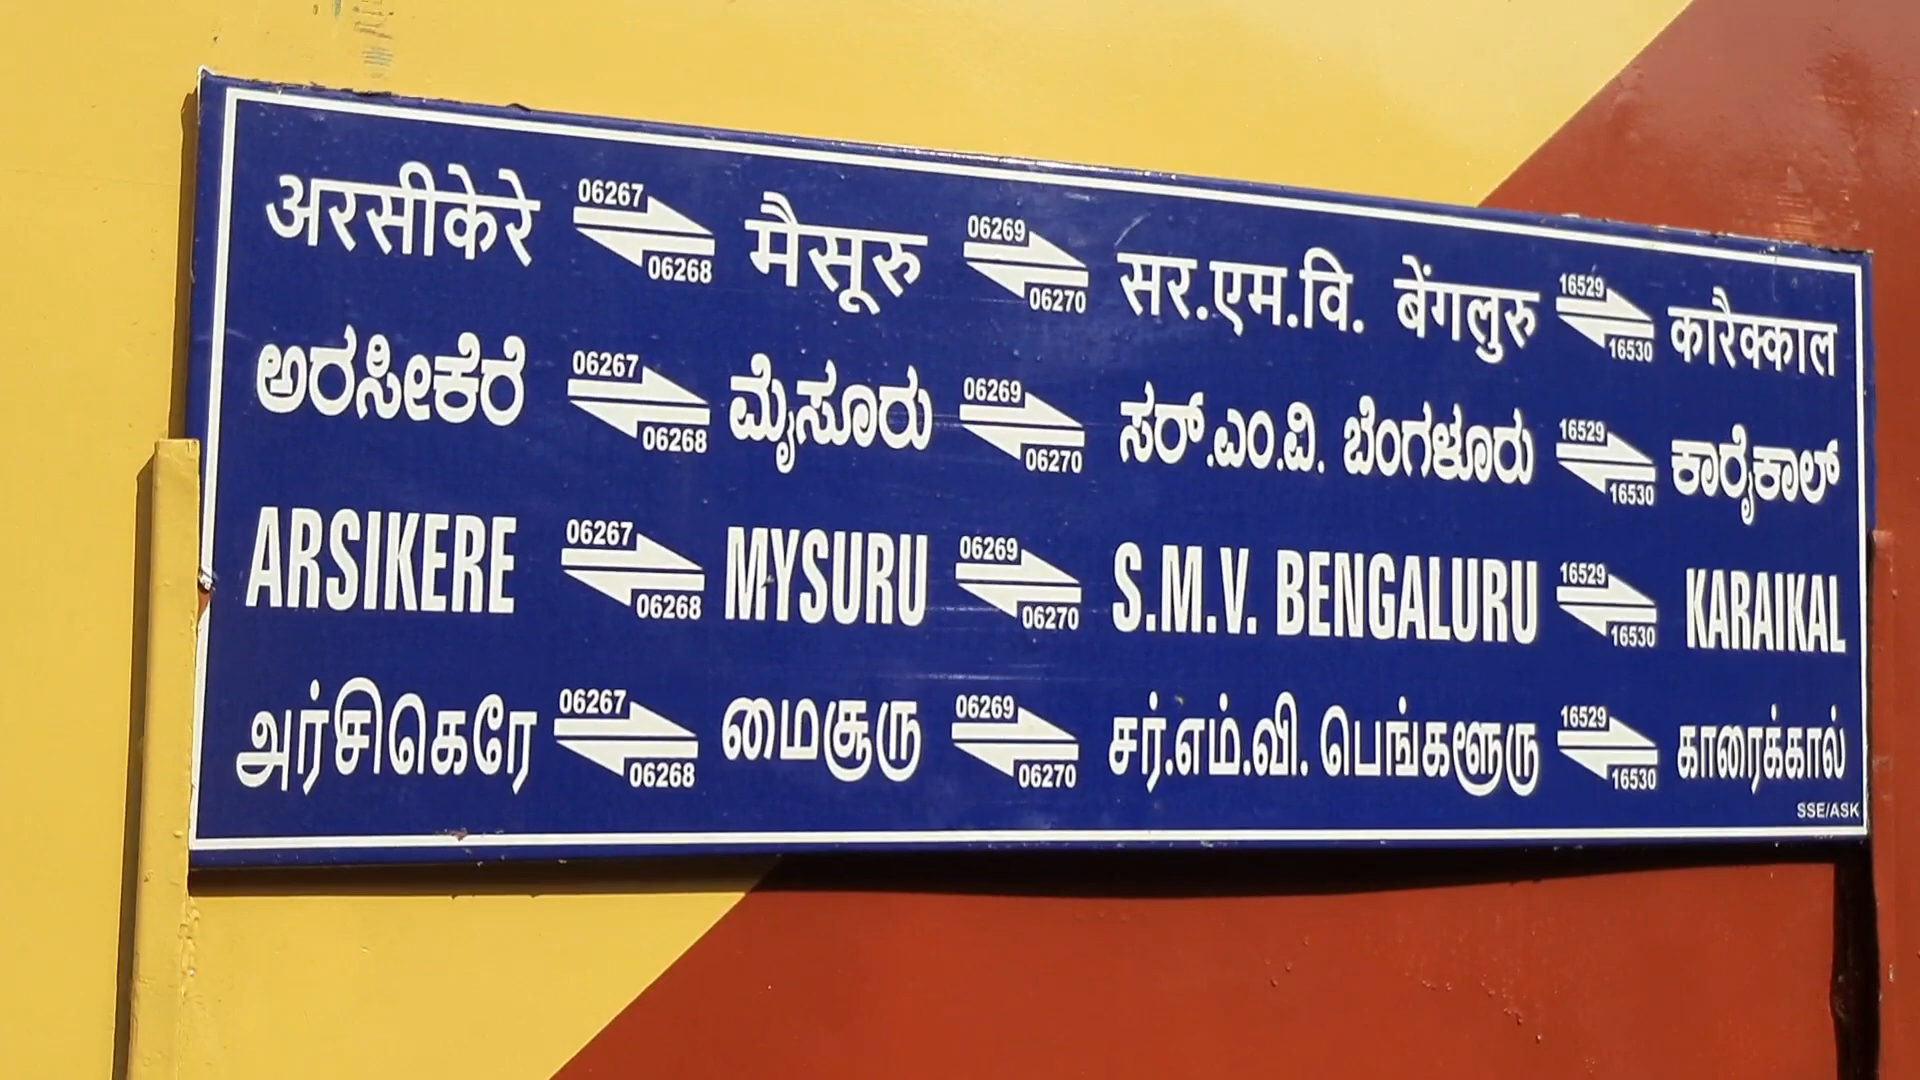 अरसीकेरे 06267 06268 मैसूरु 06269 06270 सर.एम.वि. बेंगलुरु 16529 16530 कारैक्काल
ಅರಸೀಕೆರೆ 06267 06268 ಮೈಸೂರು 06269 06270 ಸರ್.ಎಂ.ವಿ. ಬೆಂಗಳೂರು 16529 16530 ಕಾರೈಕಾಲ್
ARSIKERE 06267 06268 MYSURU 06269 06270 S.M.V. BENGALURU 16529 16530 KARAIKAL
அர்சிகெரே 06267 06268 மைசூரு 06269 06270 சர்.எம்.வி. பெங்களூரு 16529 16530 காரைக்கால்
SSE/ASK